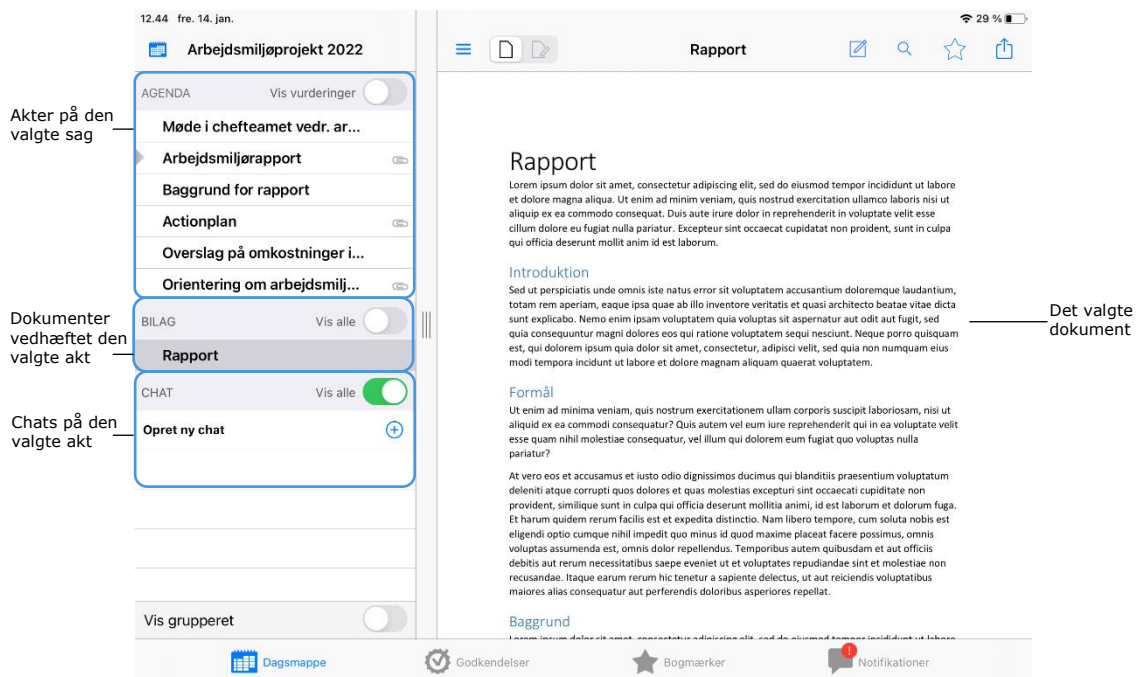 12.44 fre. 14. jan.
29 %
Arbejdsmiljøprojekt 2022
Rapport
Akter på den
valgte sag
AGENDA Vis vurderinger
Møde i chefteamet vedr. ar...
Arbejdsmiljørapport
Baggrund for rapport
Actionplan
Overslag på omkostninger i...
Orientering om arbejdsmilj...
Dokumenter
vedhæftet den
valgte akt
BILAG Vis alle
Rapport
Chats på den
valgte akt
CHAT Vis alle
Opret ny chat
Vis grupperet
Rapport
Lorem ipsum dolor sit amet, consectetur adipiscing elit, sed do eiusmod tempor incididunt ut labore
et dolore magna aliqua. Ut enim ad minim veniam, quis nostrud exercitation ullamco laboris nisi ut
aliquip ex ea commodo consequat. Duis aute irure dolor in reprehenderit in voluptate velit esse
cillum dolore eu fugiat nulla pariatur. Excepteur sint occaecat cupidatat non proident, sunt in culpa
qui officia deserunt mollit anim id est laborum.
Introduktion
Sed ut perspiciatis unde omnis iste natus error sit voluptatem accusantium doloremque laudantium,
totam rem aperiam, eaque ipsa quae ab illo inventore veritatis et quasi architecto beatae vitae dicta
sunt explicabo. Nemo enim ipsam voluptatem quia voluptas sit aspernatur aut odit aut fugit, sed
quia consequuntur magni dolores eos qui ratione voluptatem sequi nesciunt. Neque porro quisquam
est, qui dolorem ipsum quia dolor sit amet, consectetur, adipisci velit, sed quia non numquam eius
modi tempora incidunt ut labore et dolore magnam aliquam quaerat voluptatem.
Det valgte
dokument
Formål
Ut enim ad minima veniam, quis nostrum exercitationem ullam corporis suscipit laboriosam, nisi ut
aliquid ex ea commodi consequatur? Quis autem vel eum iure reprehenderit qui in ea voluptate velit
esse quam nihil molestiae consequatur, vel illum qui dolorem eum fugiat quo voluptas nulla
pariatur?
At vero eos et accusamus et iusto odio dignissimos ducimus qui blanditiis praesentium voluptatum
deleniti atque corrupti quos dolores et quas molestias excepturi sint occaecati cupiditate non
provident, similique sunt in culpa qui officia deserunt mollitia animi, id est laborum et dolorum fuga.
Et harum quidem rerum facilis est et expedita distinctio. Nam libero tempore, cum soluta nobis est
eligendi optio cumque nihil impedit quo minus id quod maxime placeat facere possimus, omnis
voluptas assumenda est, omnis dolor repellendus. Temporibus autem quibusdam et aut officiis
debitis aut rerum necessitatibus saepe eveniet ut et voluptates repudiandae sint et molestiae non
recusandae. Itaque earum rerum hic tenetur a sapiente delectus, ut aut reiciendis voluptatibus
maiores alias consequatur aut perferendis doloribus asperiores repellat.
Baggrund
Lorem ipsum dolor sit amet, consectetur adipiscing elit, sed do eiusmod tempor incididunt ut labore
Dagsmappe
Godkendelser
Bogmærker
!
Notifikationer